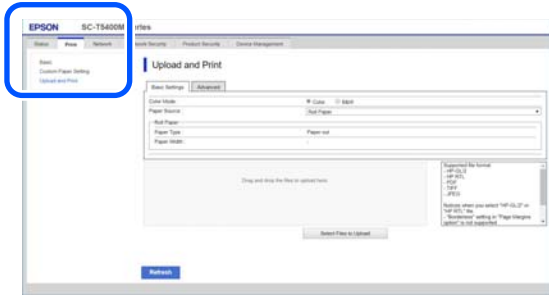 EPSON SC-T5400M Series
Status Print Network Network Security Product Security Device Management
Basic
Custom Paper Setting
Upload and Print
Upload and Print
Basic Settings Advanced
Color Mode Color B&W
Paper Source Roll Paper
Roll Paper
Paper Type Paper out
Paper Width -
Drag and drop the files to upload here.
Supported file format
- HP-GL/2
- HP RTL
- PDF
- TIFF
- JPEG
Notices when you select "HP-GL/2" or
"HP RTL" file
- "Borderless" setting in "Page Margins
option" is not supported
Select Files to Upload
Refresh